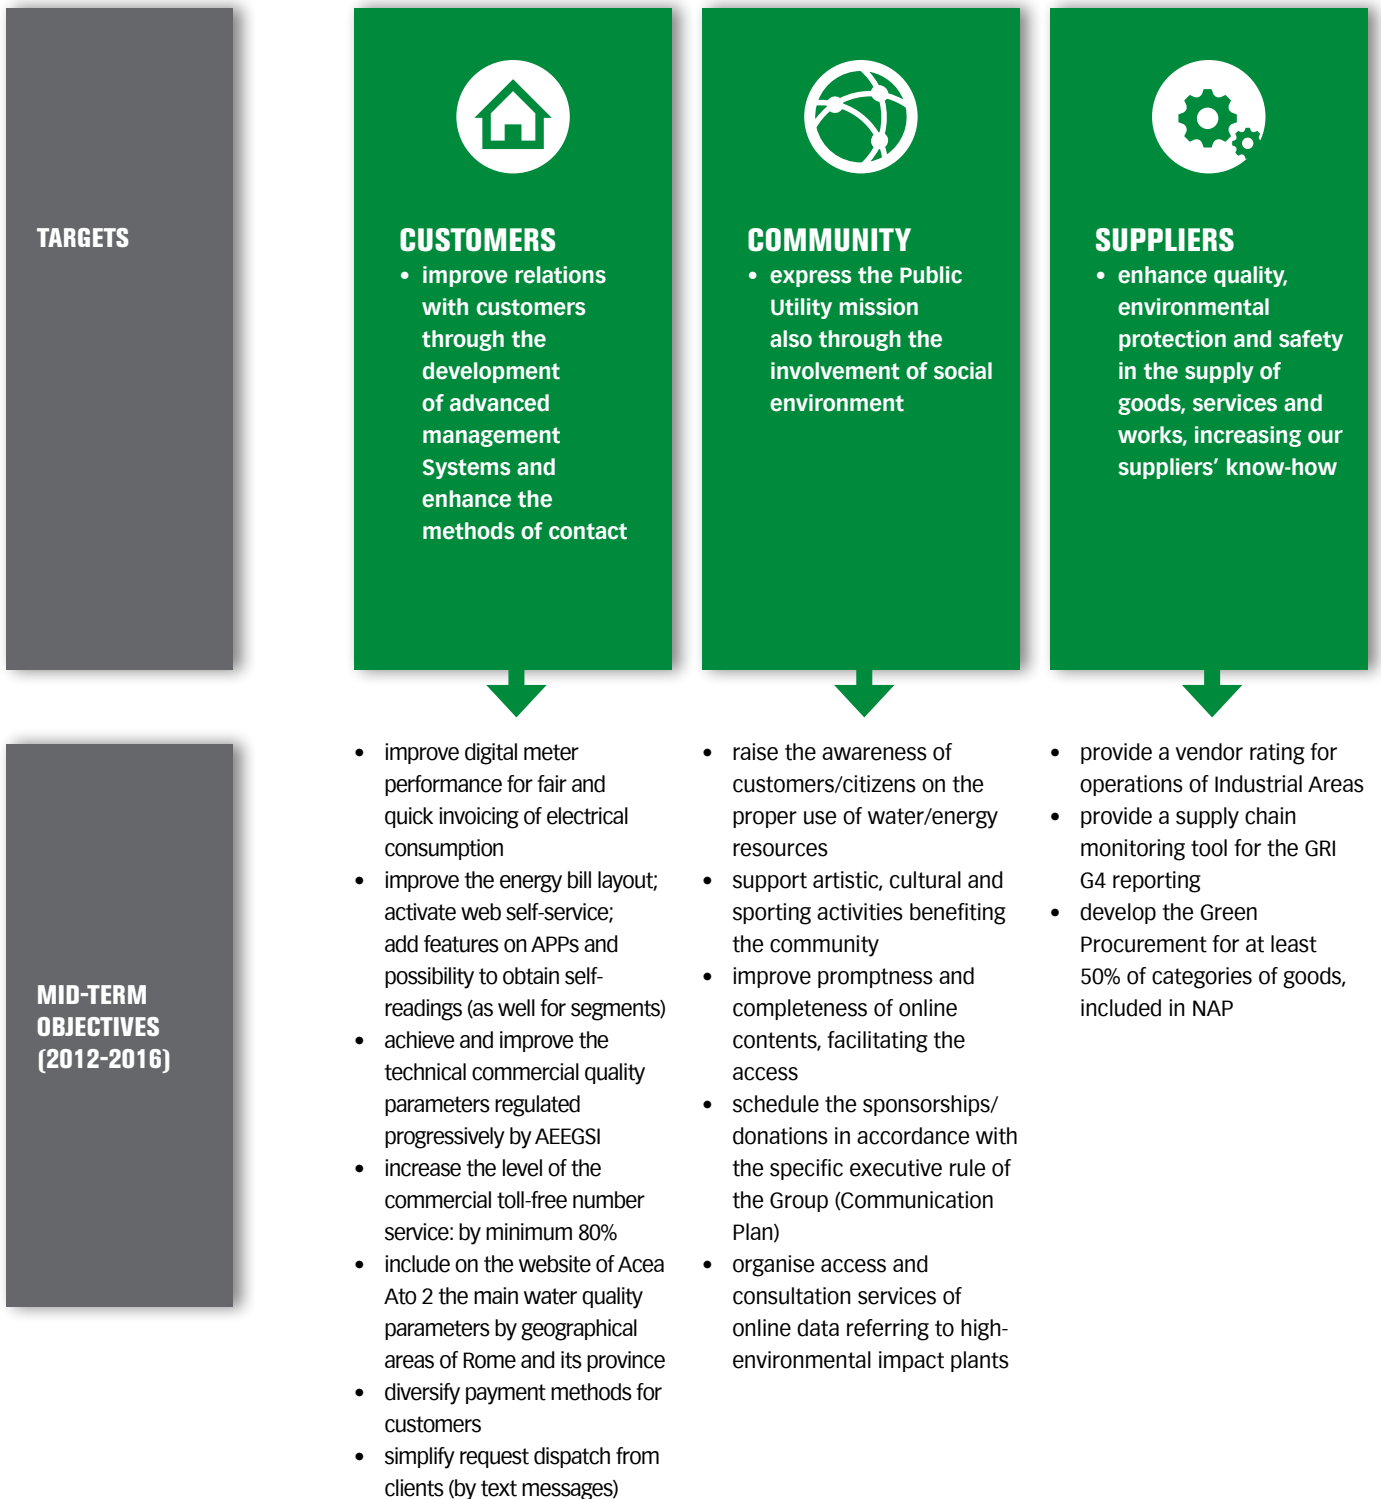 TARGETS
CUSTOMERS
• improve relations
with customers
through the
development
of advanced
management
Systems and
enhance the
methods of contact
COMMUNITY
• express the Public
Utility mission
also through the
involvement of social
environment
SUPPLIERS
• enhance quality,
environmental
protection and safety
in the supply of
goods, services and
works, increasing our
suppliers’ know-how
MID-TERM
OBJECTIVES
(2012-2016)
• improve digital meter
performance for fair and
quick invoicing of electrical
consumption
• improve the energy bill layout;
activate web self-service;
add features on APPs and
possibility to obtain self-
readings (as well for segments)
• achieve and improve the
technical commercial quality
parameters regulated
progressively by AEEGSI
• increase the level of the
commercial toll-free number
service: by minimum 80%
• include on the website of Acea
Ato 2 the main water quality
parameters by geographical
areas of Rome and its province
• diversify payment methods for
customers
• simplify request dispatch from
clients (by text messages)
• raise the awareness of
customers/citizens on the
proper use of water/energy
resources
• support artistic, cultural and
sporting activities benefiting
the community
• improve promptness and
completeness of online
contents, facilitating the
access
• schedule the sponsorships/
donations in accordance with
the specific executive rule of
the Group (Communication
Plan)
• organise access and
consultation services of
online data referring to high-
environmental impact plants
• provide a vendor rating for
operations of Industrial Areas
• provide a supply chain
monitoring tool for the GRI
G4 reporting
• develop the Green
Procurement for at least
50% of categories of goods,
included in NAP